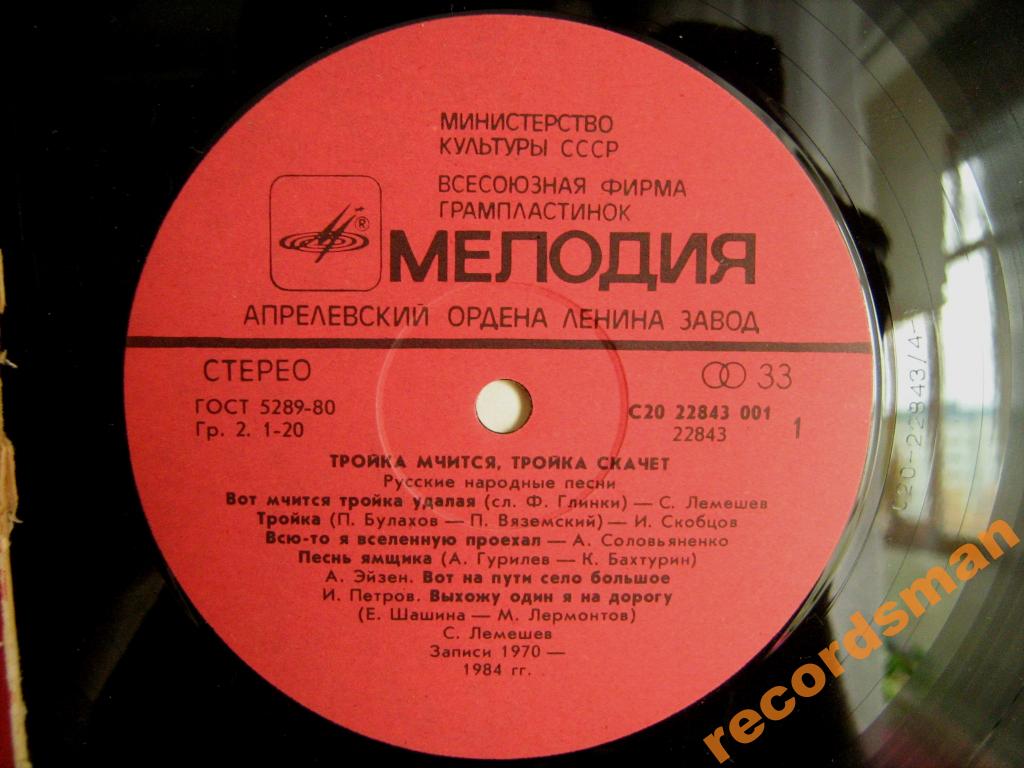 МИНИСТЕРСТВО
КУЛЬТУРЫ СССР
ВСЕСОЮЗНАЯ ФИРМА
ГРАМПЛАСТИНОК
®
МЕЛОДИЯ
АПРЕЛЕВСКИЙ ОРДЕНА ЛЕНИНА ЗАВОД
СТЕРЕО
33
ГОСТ 5289-80
Гр. 2. 1-20
С20 22843 001
22843
1
ТРОЙКА МЧИТСЯ, ТРОЙКА СКАЧЕТ
Русские народные песни
Вот мчится тройка удалая (сл. Ф. Глинки) — С. Лемешев
Тройка (П. Булахов — П. Вяземский) — И. Скобцов
Всю-то я вселенную проехал — А. Соловьяненко
Песнь ямщика (А. Гурилев — К. Бахтурин)
А. Эйзен. Вот на пути село большое
И. Петров. Выхожу один я на дорогу
(Е. Шашина — М. Лермонтов)
С. Лемешев
Записи 1970 —
1984 гг.
С20-22843/4-
recordsman